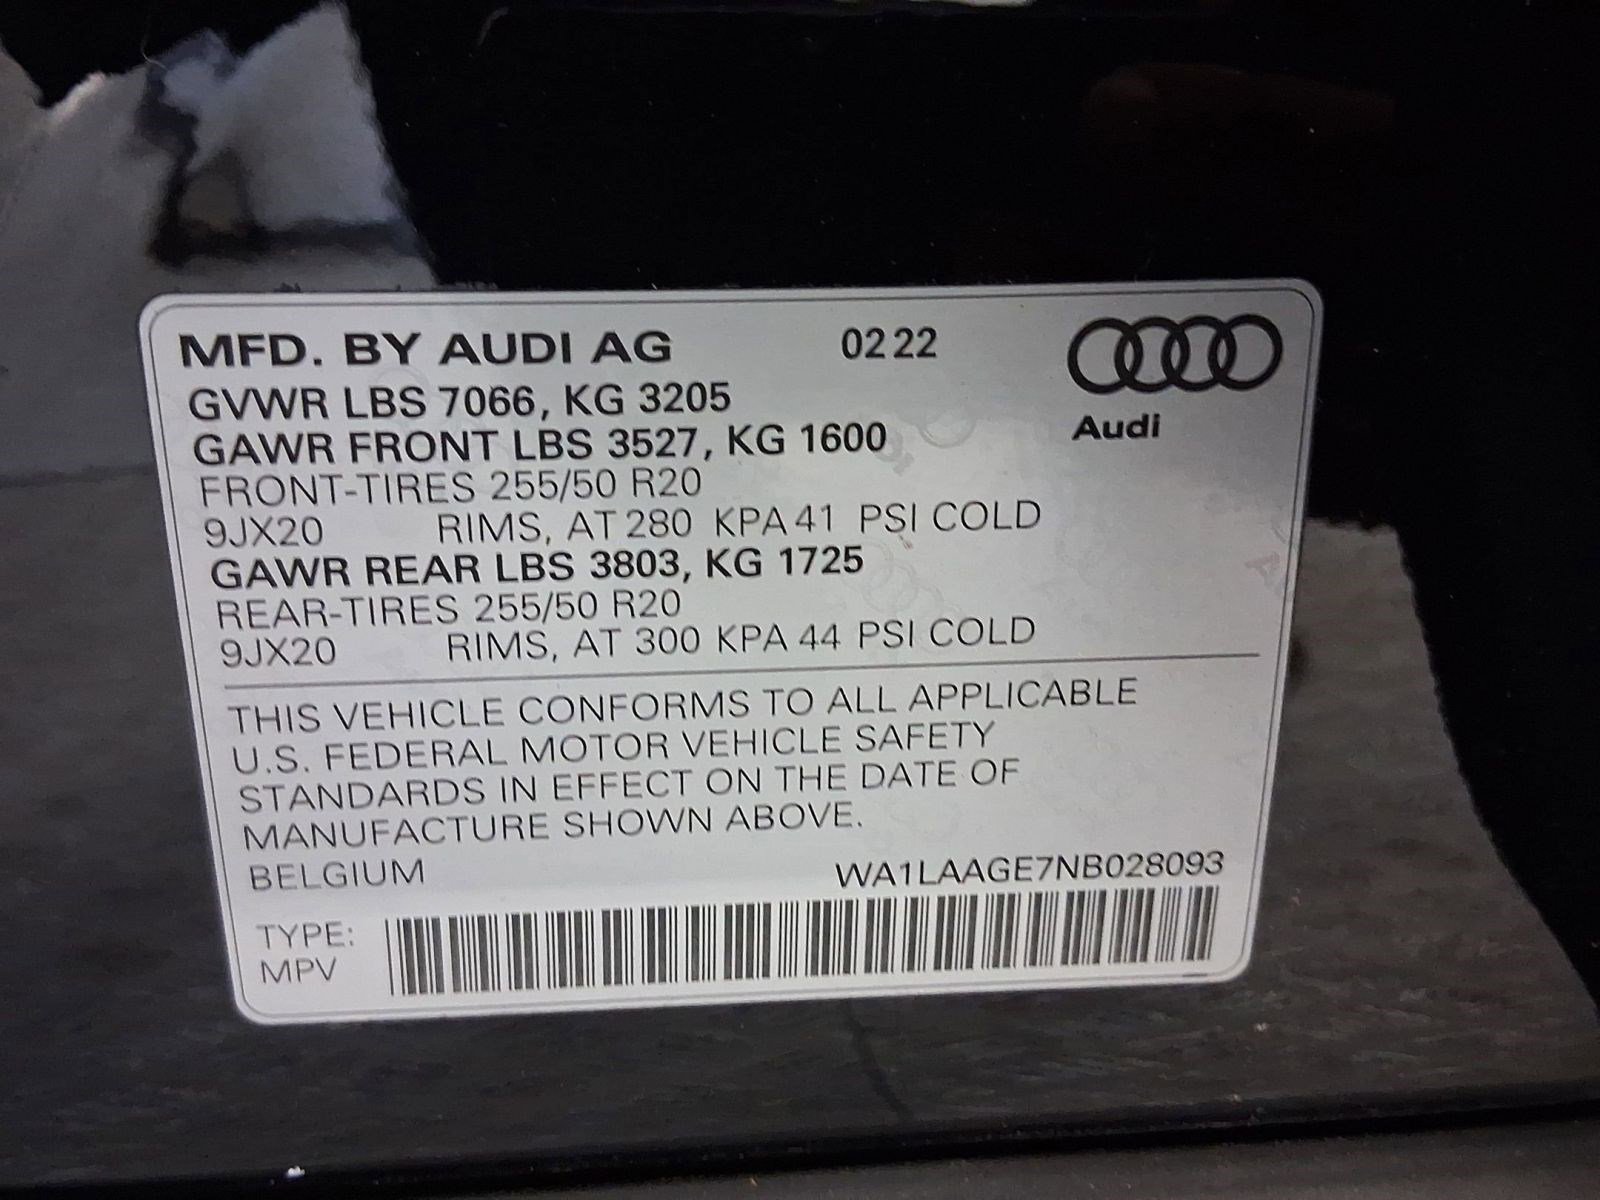 MFD. BY AUDI AG 02 22
GVWR LBS 7066, KG 3205
Audi
GAWR FRONT LBS 3527, KG 1600
FRONT-TIRES 255/50 R20
9JX20 RIMS, AT 280 KPA 41 PSI COLD
GAWR REAR LBS 3803, KG 1725
REAR-TIRES 255/50 R20
9JX20 RIMS, AT 300 KPA 44 PSI COLD
THIS VEHICLE CONFORMS TO ALL APPLICABLE
U.S. FEDERAL MOTOR VEHICLE SAFETY
STANDARDS IN EFFECT ON THE DATE OF
MANUFACTURE SHOWN ABOVE.
BELGIUM WA1LAAGE7NB028093
TYPE:
MPV